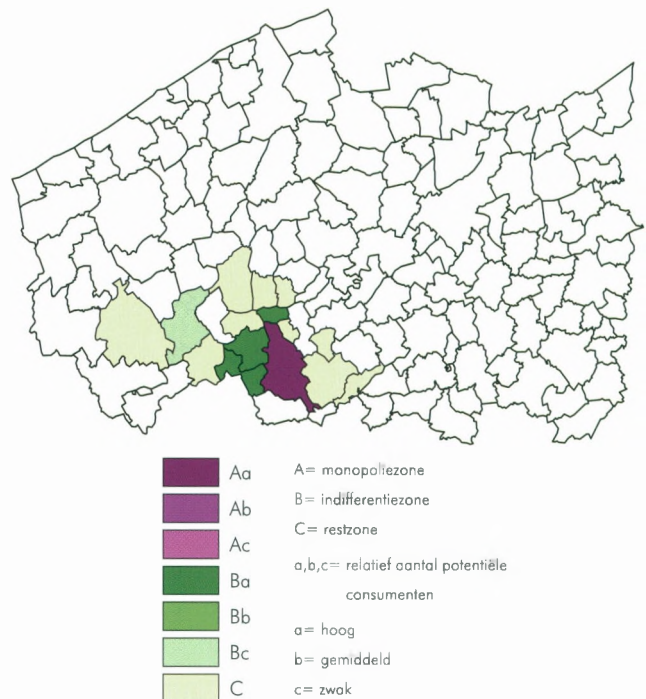 Aa
Ab
Ac
Ba
Bb
Bc
C
A= monopoliezone
B= indifferentiezone
C= restzone
a,b,c= relatief aantal potentiële
consumenten
a= hoog
b= gemiddeld
c= zwak